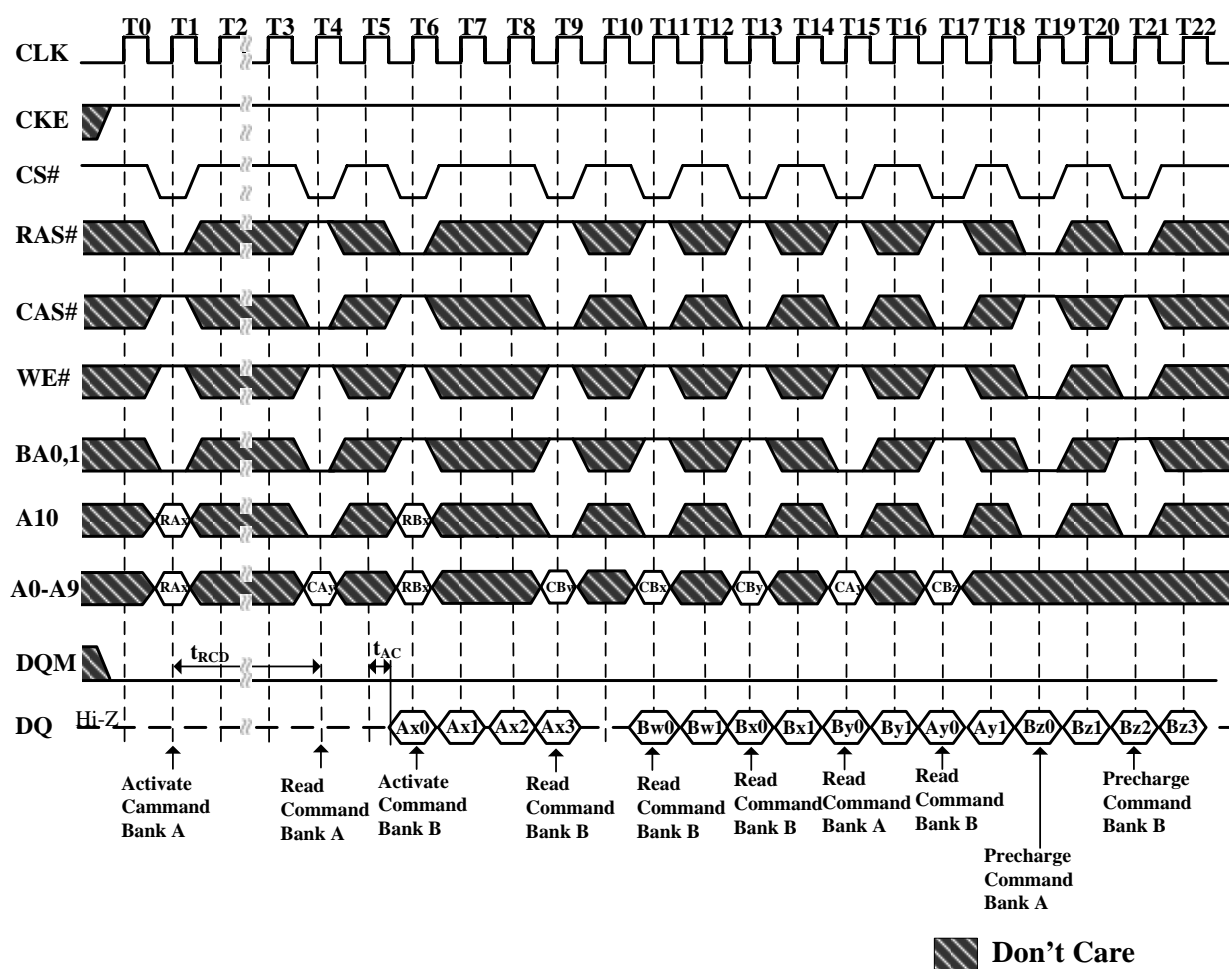 T0 T1 T2 T3 T4 T5 T6 T7 T8 T9 T10 T11 T12 T13 T14 T15 T16 T17 T18 T19 T20 T21 T22
CLK
CKE
CS#
RAS#
CAS#
WE#
BA0,1
A10 RAx RBx
A0-A9 RAx CAy RBx CBw CBx CBy CAy CBz
DQM tRCD tAC
DQ Hi-Z Ax0 Ax1 Ax2 Ax3 Bw0 Bw1 Bx0 Bx1 By0 By1 Ay0 Ay1 Bz0 Bz1 Bz2 Bz3
Activate
Cammand
Bank A
Read
Command
Bank A
Activate
Command
Bank B
Read
Command
Bank B
Read
Command
Bank B
Read
Command
Bank B
Read
Command
Bank A
Read
Command
Bank B
Precharge
Command
Bank A
Precharge
Command
Bank B
Don't Care